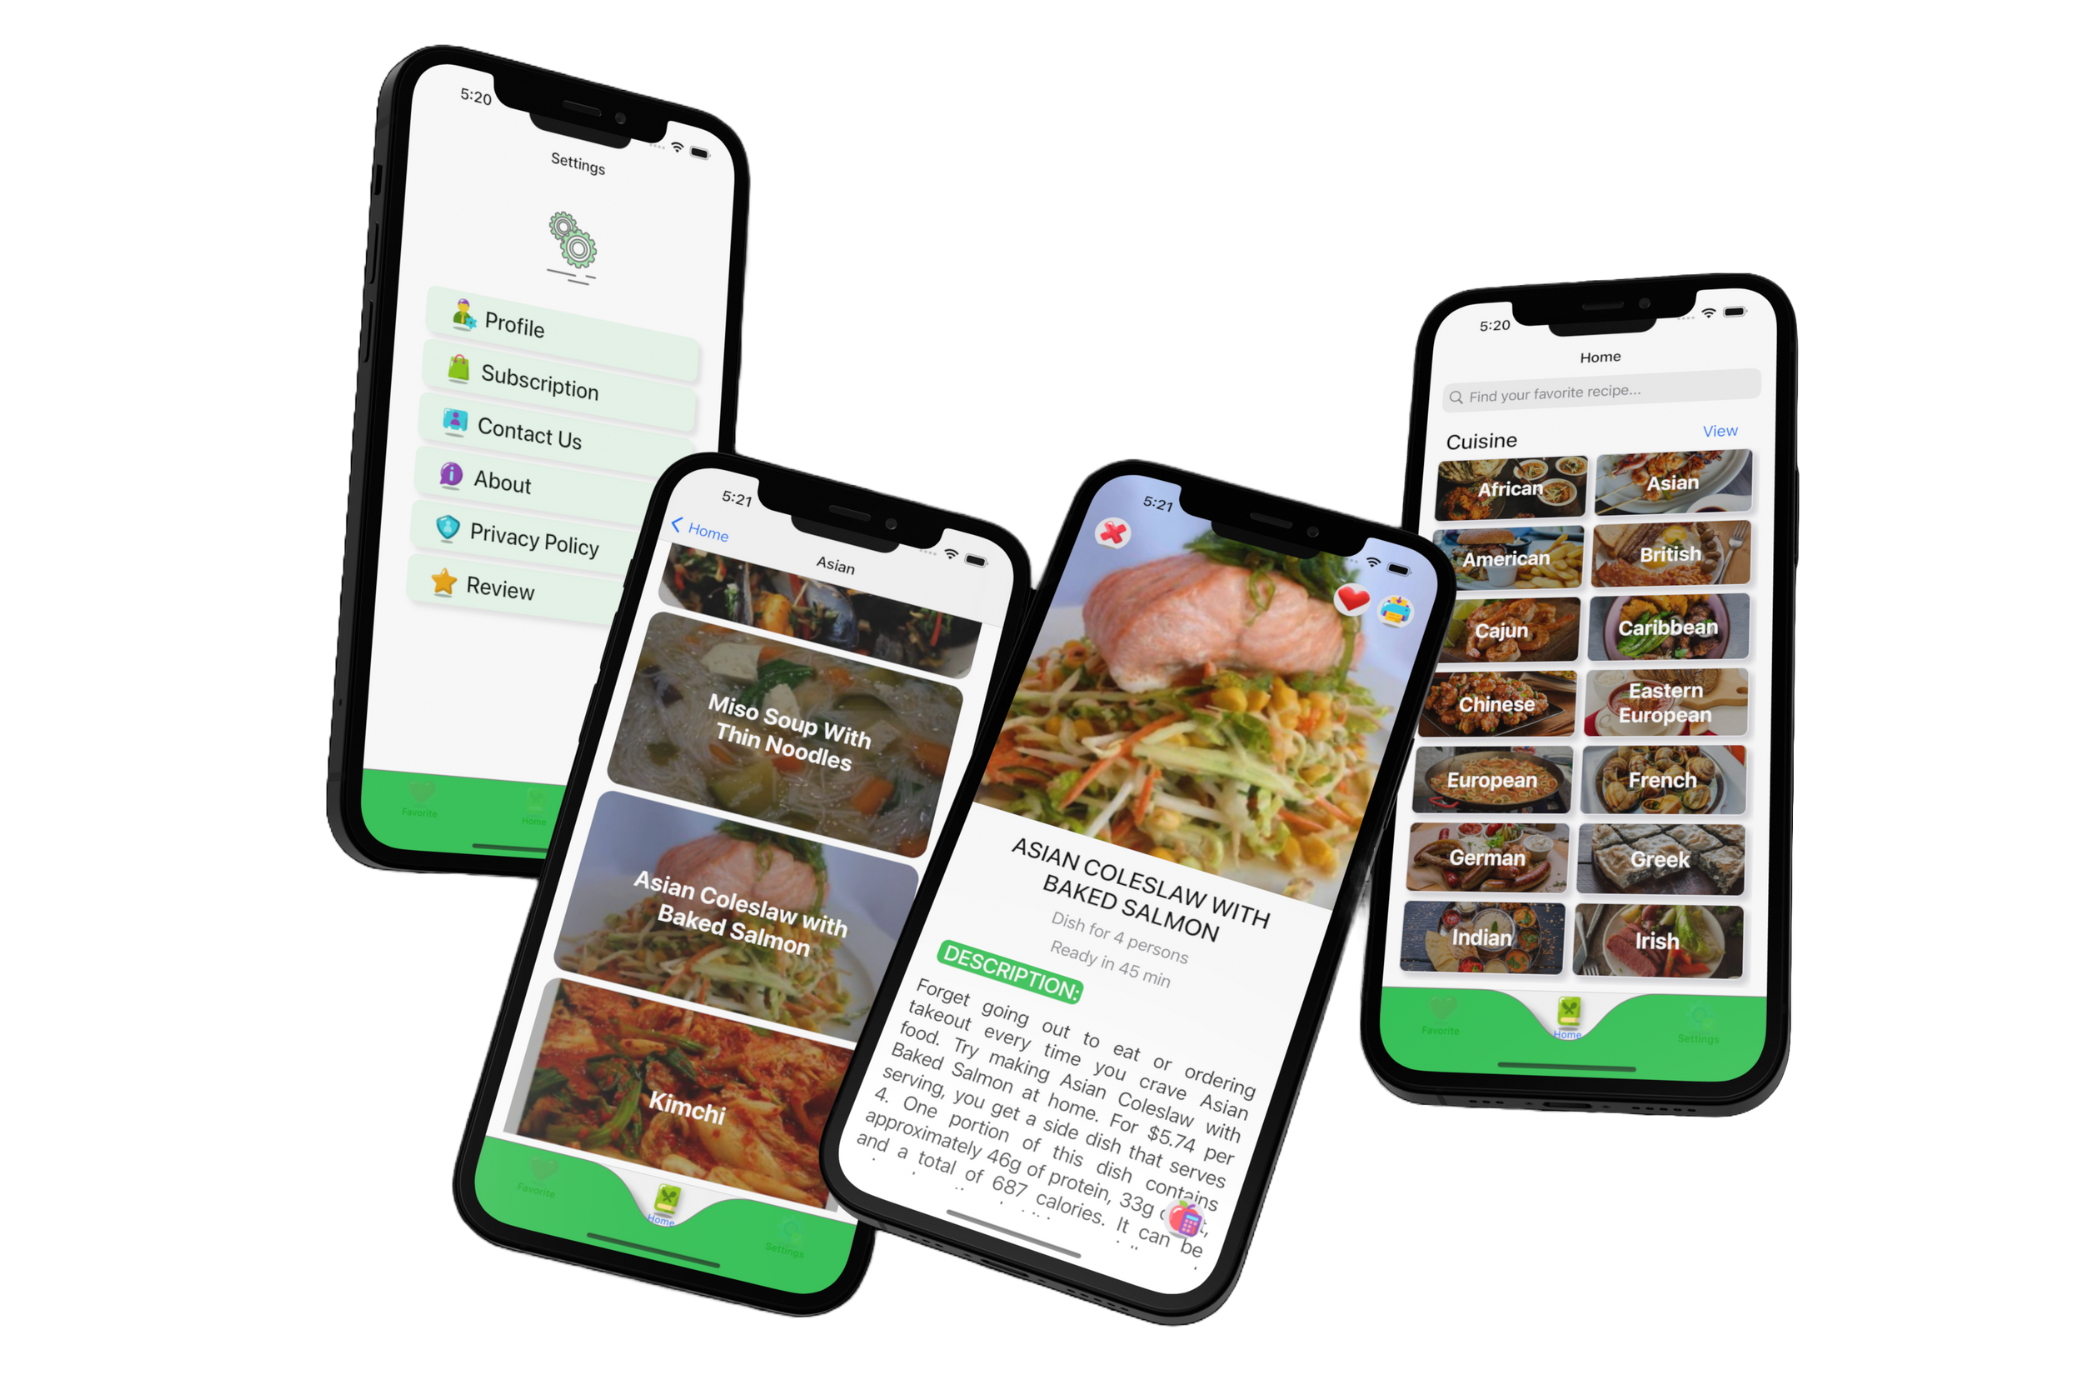 5:20
Settings
Profile
Subscription
Contact Us
About
Privacy Policy
Review
Favorite
Home
5:21
Home
Asian
Miso Soup With
Thin Noodles
Asian Coleslaw with
Baked Salmon
Kimchi
Favorite
Home
Settings
5:21
ASIAN COLESLAW WITH
BAKED SALMON
Dish for 4 persons
Ready in 45 min
DESCRIPTION:
Forget going out to eat or ordering
takeout every time you crave Asian
food. Try making Asian Coleslaw with
Baked Salmon at home. For $5.74 per
serving, you get a side dish that serves
4. One portion of this dish contains
approximately 46g of protein, 33g
and a total of 687 calories. It can be
5:20
Home
Find your favorite recipe...
Cuisine
View
African
Asian
American
British
Cajun
Caribbean
Chinese
Eastern
European
European
French
German
Greek
Indian
Irish
Favorite
Home
Settings